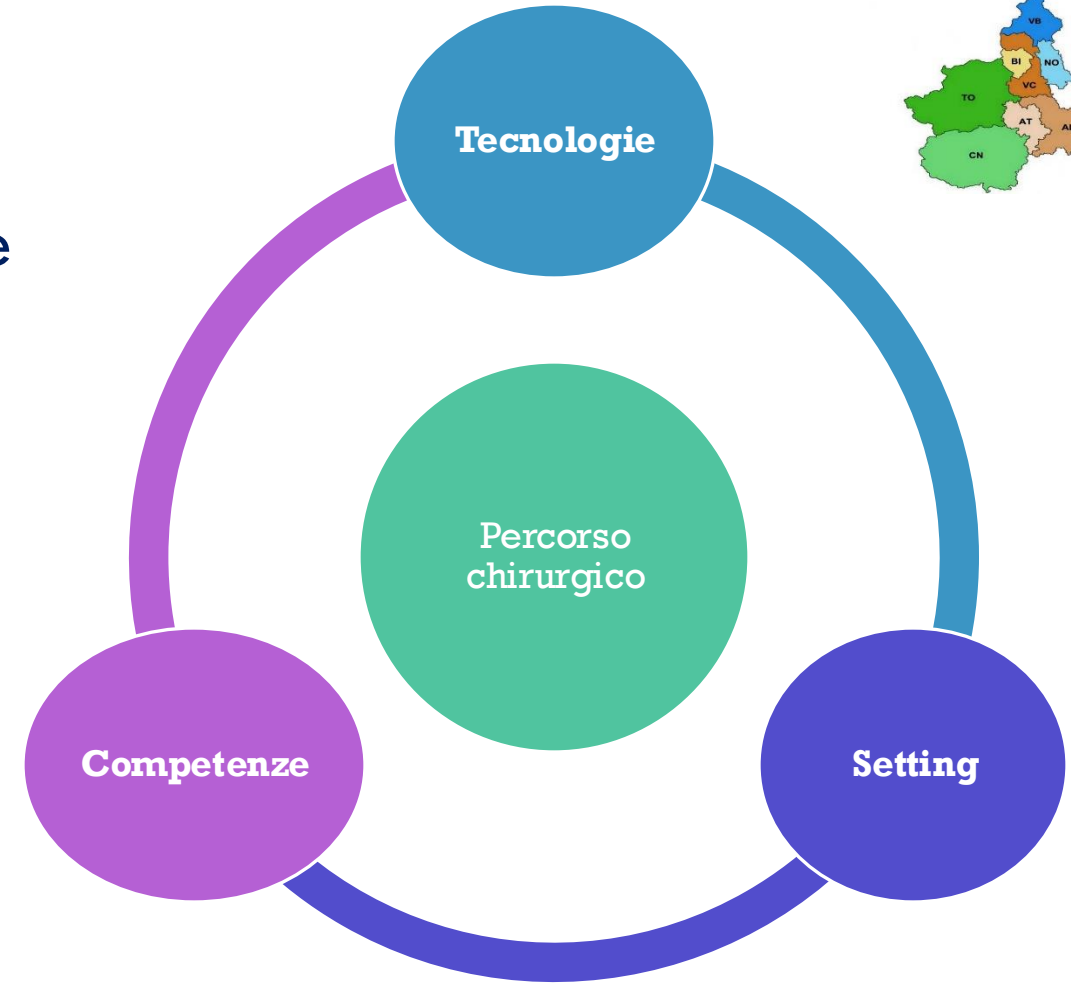 VB
BI
NO
VC
TO
AT
CN
Tecnologie
e
Percorso
chirurgico
Competenze
Setting